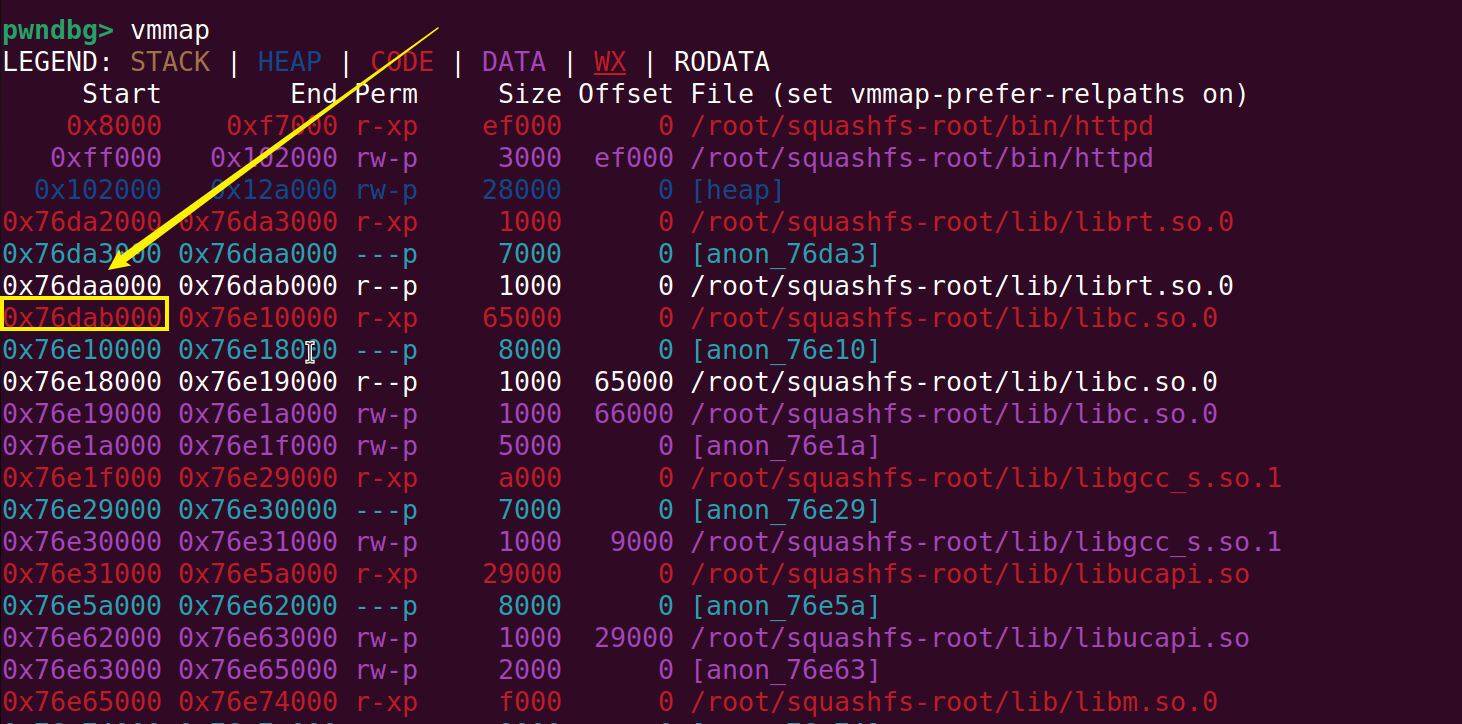 pwndbg> vmmap
LEGEND: STACK | HEAP | CODE | DATA | WX | RODATA
Start End Perm Size Offset File (set vmmap-prefer-relpaths on)
0x8000 0xf7000 r-xp ef000 0 /root/squashfs-root/bin/httpd
0xff000 0x102000 rw-p 3000 ef000 /root/squashfs-root/bin/httpd
0x102000 0x12a000 rw-p 28000 0 [heap]
0x76da2000 0x76da3000 r-xp 1000 0 /root/squashfs-root/lib/librt.so.0
0x76da3000 0x76daa000 ---p 7000 0 [anon_76da3]
0x76daa000 0x76dab000 r--p 1000 0 /root/squashfs-root/lib/librt.so.0
0x76dab000 0x76e10000 r-xp 65000 0 /root/squashfs-root/lib/libc.so.0
0x76e10000 0x76e18000 ---p 8000 0 [anon_76e10]
0x76e18000 0x76e19000 r--p 1000 65000 /root/squashfs-root/lib/libc.so.0
0x76e19000 0x76e1a000 rw-p 1000 66000 /root/squashfs-root/lib/libc.so.0
0x76e1a000 0x76e1f000 rw-p 5000 0 [anon_76e1a]
0x76e1f000 0x76e29000 r-xp a000 0 /root/squashfs-root/lib/libgcc_s.so.1
0x76e29000 0x76e30000 ---p 7000 0 [anon_76e29]
0x76e30000 0x76e31000 rw-p 1000 9000 /root/squashfs-root/lib/libgcc_s.so.1
0x76e31000 0x76e5a000 r-xp 29000 0 /root/squashfs-root/lib/libucapi.so
0x76e5a000 0x76e62000 ---p 8000 0 [anon_76e5a]
0x76e62000 0x76e63000 rw-p 1000 29000 /root/squashfs-root/lib/libucapi.so
0x76e63000 0x76e65000 rw-p 2000 0 [anon_76e63]
0x76e65000 0x76e74000 r-xp f000 0 /root/squashfs-root/lib/libm.so.0